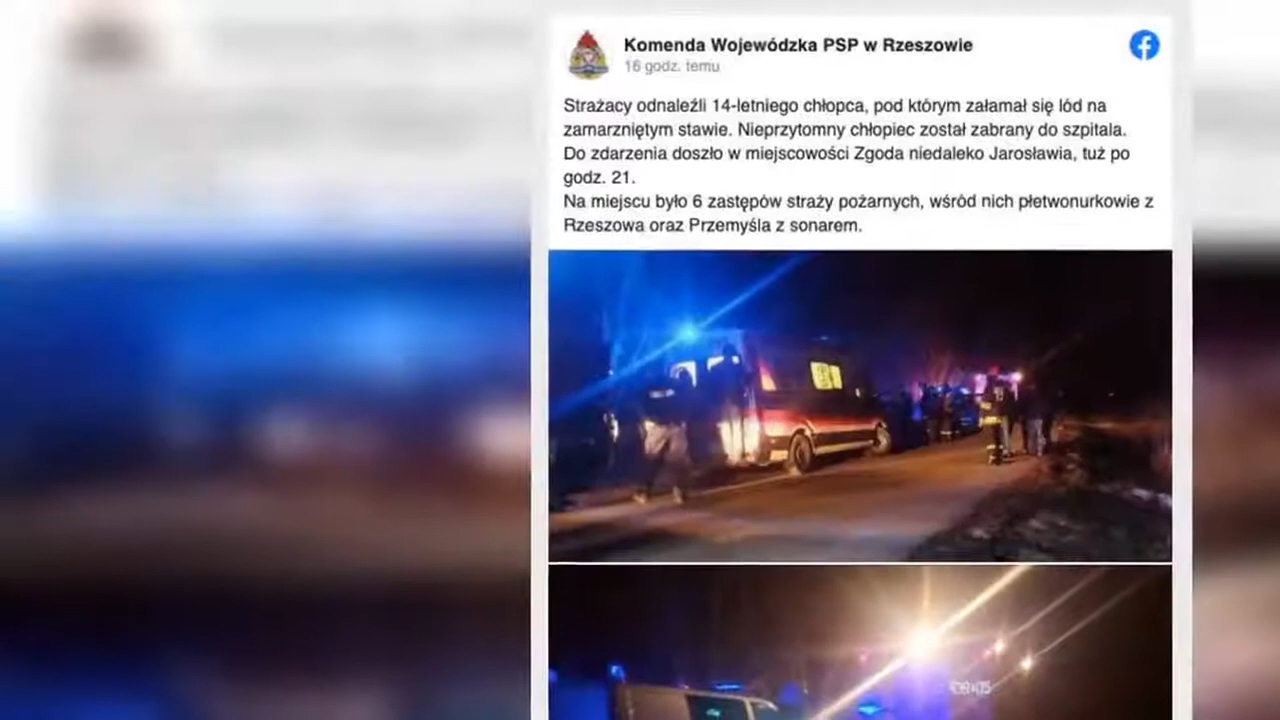 Komenda Wojewódzka PSP w Rzeszowie
16 godz. temu
Strażacy odnaleźli 14-letniego chłopca, pod którym załamał się lód na
zamarzniętym stawie. Nieprzytomny chłopiec został zabrany do szpitala.
Do zdarzenia doszło w miejscowości Zgoda niedaleko Jarosławia, tuż po
godz. 21.
Na miejscu było 6 zastępów straży pożarnych, wśród nich płetwonurkowie z
Rzeszowa oraz Przemyśla z sonarem.